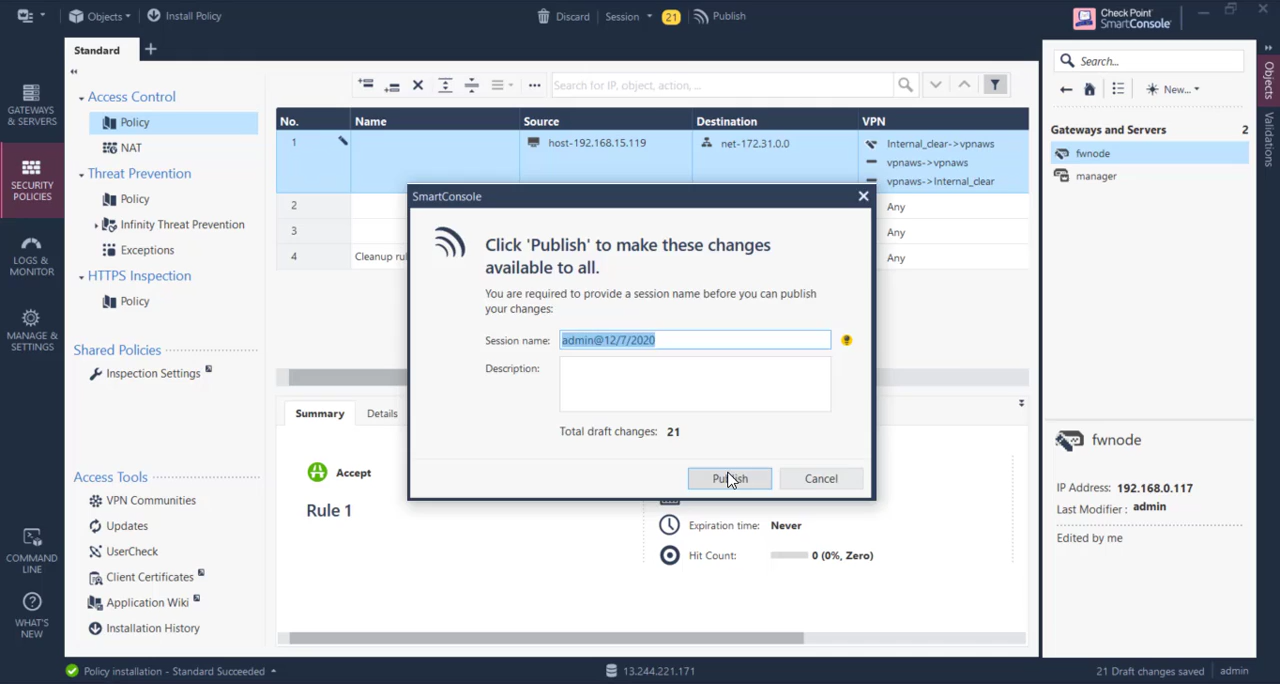 Objects
Install Policy
Discard
Session
21
Publish
Check Point
SmartConsole
Standard
GATEWAYS & SERVERS
SECURITY POLICIES
LOGS & MONITOR
MANAGE & SETTINGS
COMMAND LINE
WHAT'S NEW
Access Control
Policy
NAT
Threat Prevention
Policy
Infinity Threat Prevention
Exceptions
HTTPS Inspection
Policy
Shared Policies
Inspection Settings
Access Tools
VPN Communities
Updates
UserCheck
Client Certificates
Application Wiki
Installation History
Search for IP, object, action, ...
No. Name Source Destination VPN
1 host-192.168.15.119 net-172.31.0.0 Internal_clear->vpnaws
vpnaws->vpnaws
vpnaws->Internal_clear
2 Any
3 Any
4 Cleanup rul Any
SmartConsole
Click 'Publish' to make these changes
available to all.
You are required to provide a session name before you can publish
your changes:
Session name: admin@12/7/2020
Description:
Total draft changes: 21
Publish Cancel
Summary Details
Accept
Rule 1
Expiration time: Never
Hit Count: 0 (0%, Zero)
Search...
New...
Gateways and Servers 2
fwnode
manager
fwnode
IP Address: 192.168.0.117
Last Modifier : admin
Edited by me
Objects
Validations
Policy installation - Standard Succeeded
13.244.221.171
21 Draft changes saved
admin